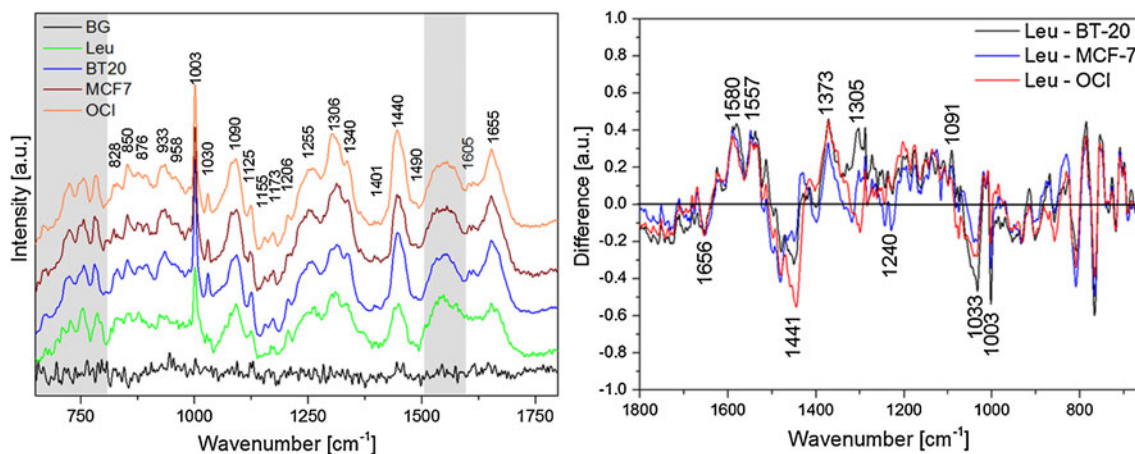 BG
Leu
BT20
MCF7
OCI
1003
828
850
876
933
958
1030
1090
1125
1155
1173
1206
1255
1306
1340
1401
1440
1490
1605
1655
Intensity [a.u.]
750 1000 1250 1500 1750
Wavenumber [cm⁻¹]
1.0
0.8
0.6
0.4
0.2
0.0
-0.2
-0.4
-0.6
-0.8
-1.0
Difference [a.u.]
Leu - BT-20
Leu - MCF-7
Leu - OCI
1580
1557
1373
1305
1091
1656
1441
1240
1033
1003
1800 1600 1400 1200 1000 800
Wavenumber [cm⁻¹]